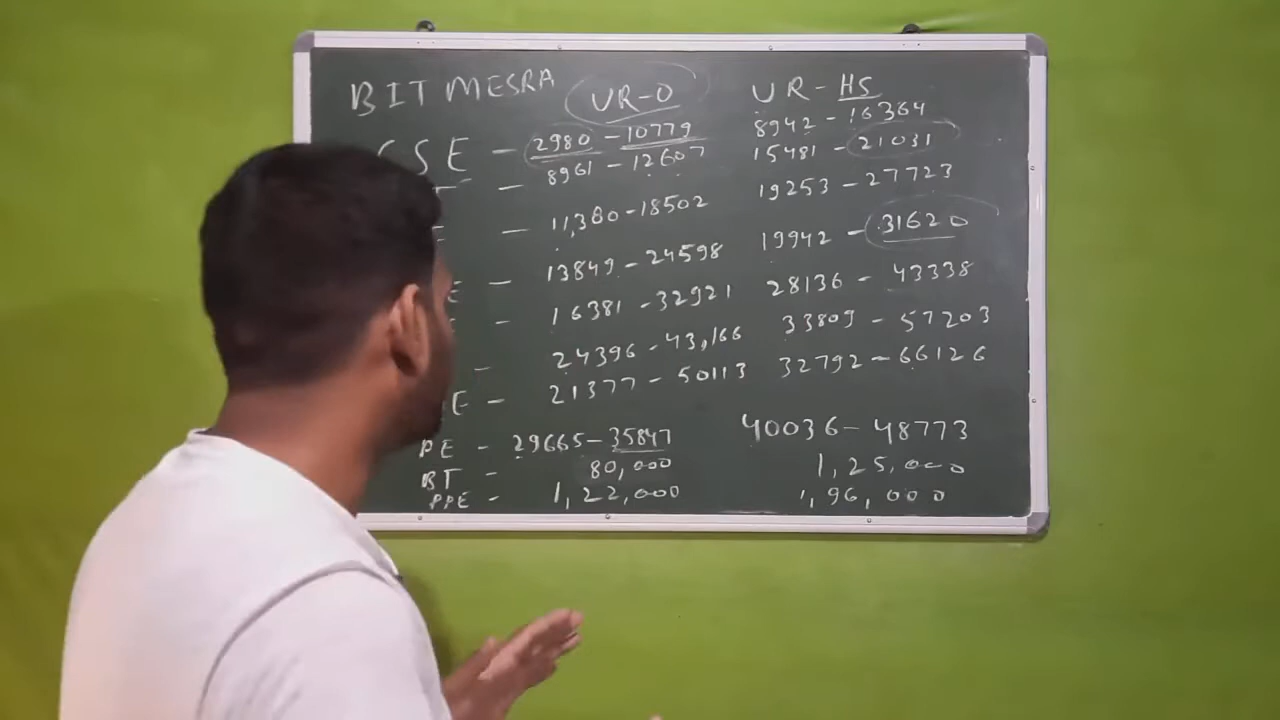 BIT MESRA UR-O UR-HS
CSE - 2980 - 10779 8942 - 16364
- 8961 - 12607 15481 - 21031
- 11,380 - 18502 19253 - 27723
E - 13849 - 24598 19942 - 31620
- 16381 - 32921 28136 - 43338
- 24396 - 43,166 33809 - 57203
E - 21377 - 50113 32792 - 66126
PE - 29665 - 35847 40036 - 48773
BT - 80,000 1,25,000
PPE - 1,22,000 1,96,000